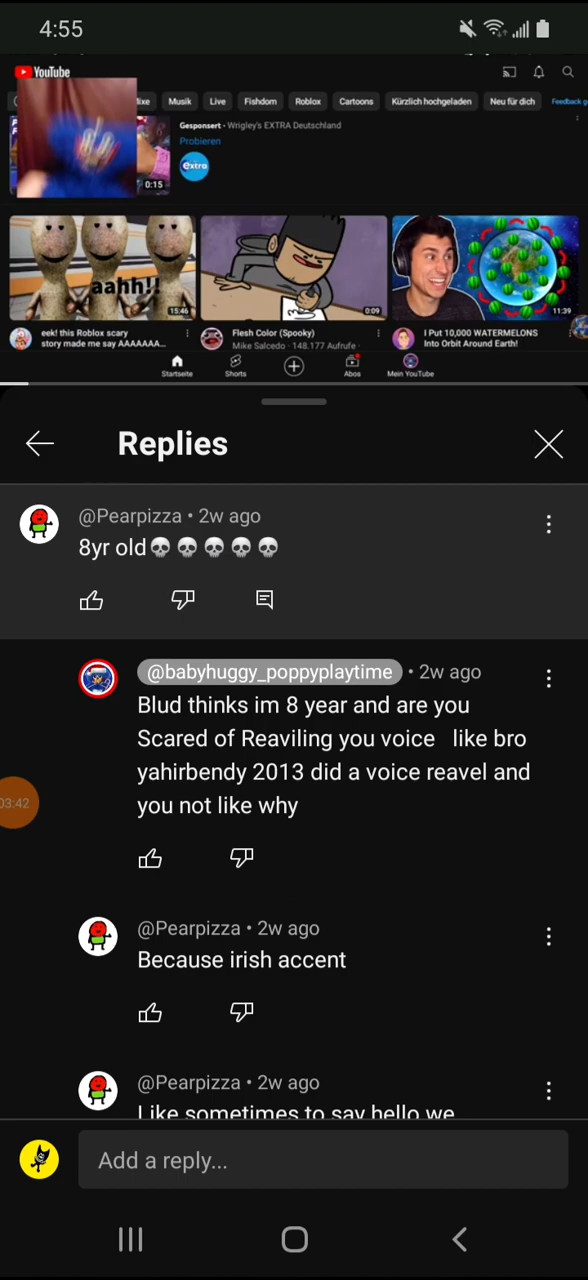 4:55
YouTube
lixe
Musik
Live
Fishdom
Roblox
Cartoons
Kürzlich hochgeladen
Neu für dich
Feedback g
Gesponsert • Wrigley's EXTRA Deutschland
Probieren
extra
0:15
aahh!!
15:46
0:09
11:39
eek! this Roblox scary
story made me say AAAAAAA...
Flesh Color (Spooky)
Mike Salcedo · 148.177 Aufrufe ·
I Put 10,000 WATERMELONS
Into Orbit Around Earth!
Startseite
Shorts
Abos
Mein YouTube
Replies
@Pearpizza • 2w ago
8yr old💀💀💀💀💀
@babyhuggy_poppyplaytime • 2w ago
Blud thinks im 8 year and are you
Scared of Reaviling you voice like bro
yahirbendy 2013 did a voice reavel and
you not like why
03:42
@Pearpizza • 2w ago
Because irish accent
@Pearpizza • 2w ago
Like sometimes to say hello we
Add a reply...